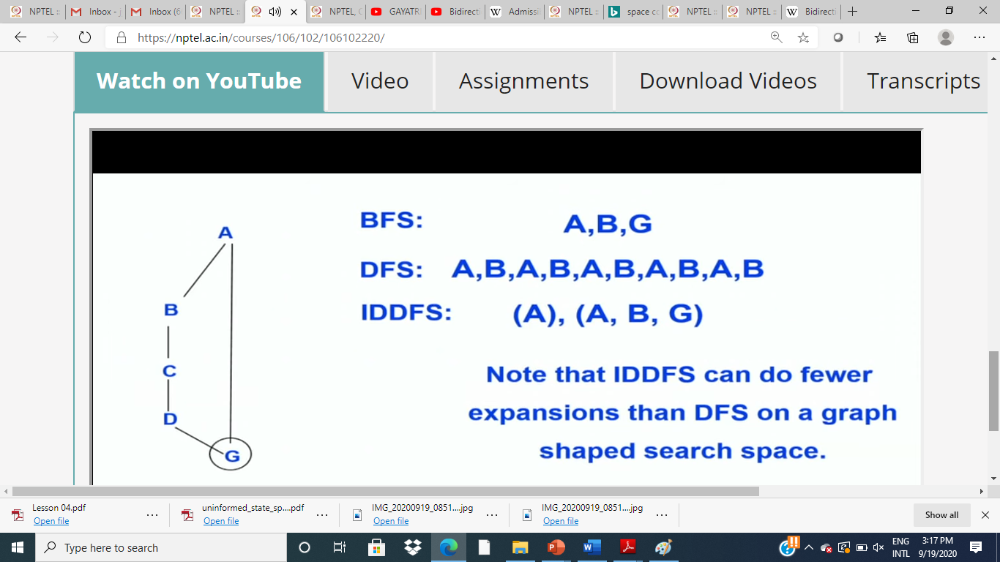 NPTEL :: Inbox - j Inbox (6 NPTEL :: NPTEL, GAYATRI Bidirecti Admissi NPTEL :: space co NPTEL :: NPTEL :: Bidirecti
https://nptel.ac.in/courses/106/102/106102220/
Watch on YouTube Video Assignments Download Videos Transcripts
BFS: A,B,G
DFS: A,B,A,B,A,B,A,B,A,B
IDDFS: (A), (A, B, G)
A
B
C
D
G
Note that IDDFS can do fewer
expansions than DFS on a graph
shaped search space.
Lesson 04.pdf uninformed_state_sp....pdf IMG_20200919_0851....jpg IMG_20200919_0851....jpg
Open file Open file Open file Open file
Show all
Type here to search
11
ENG 3:17 PM
INTL 9/19/2020